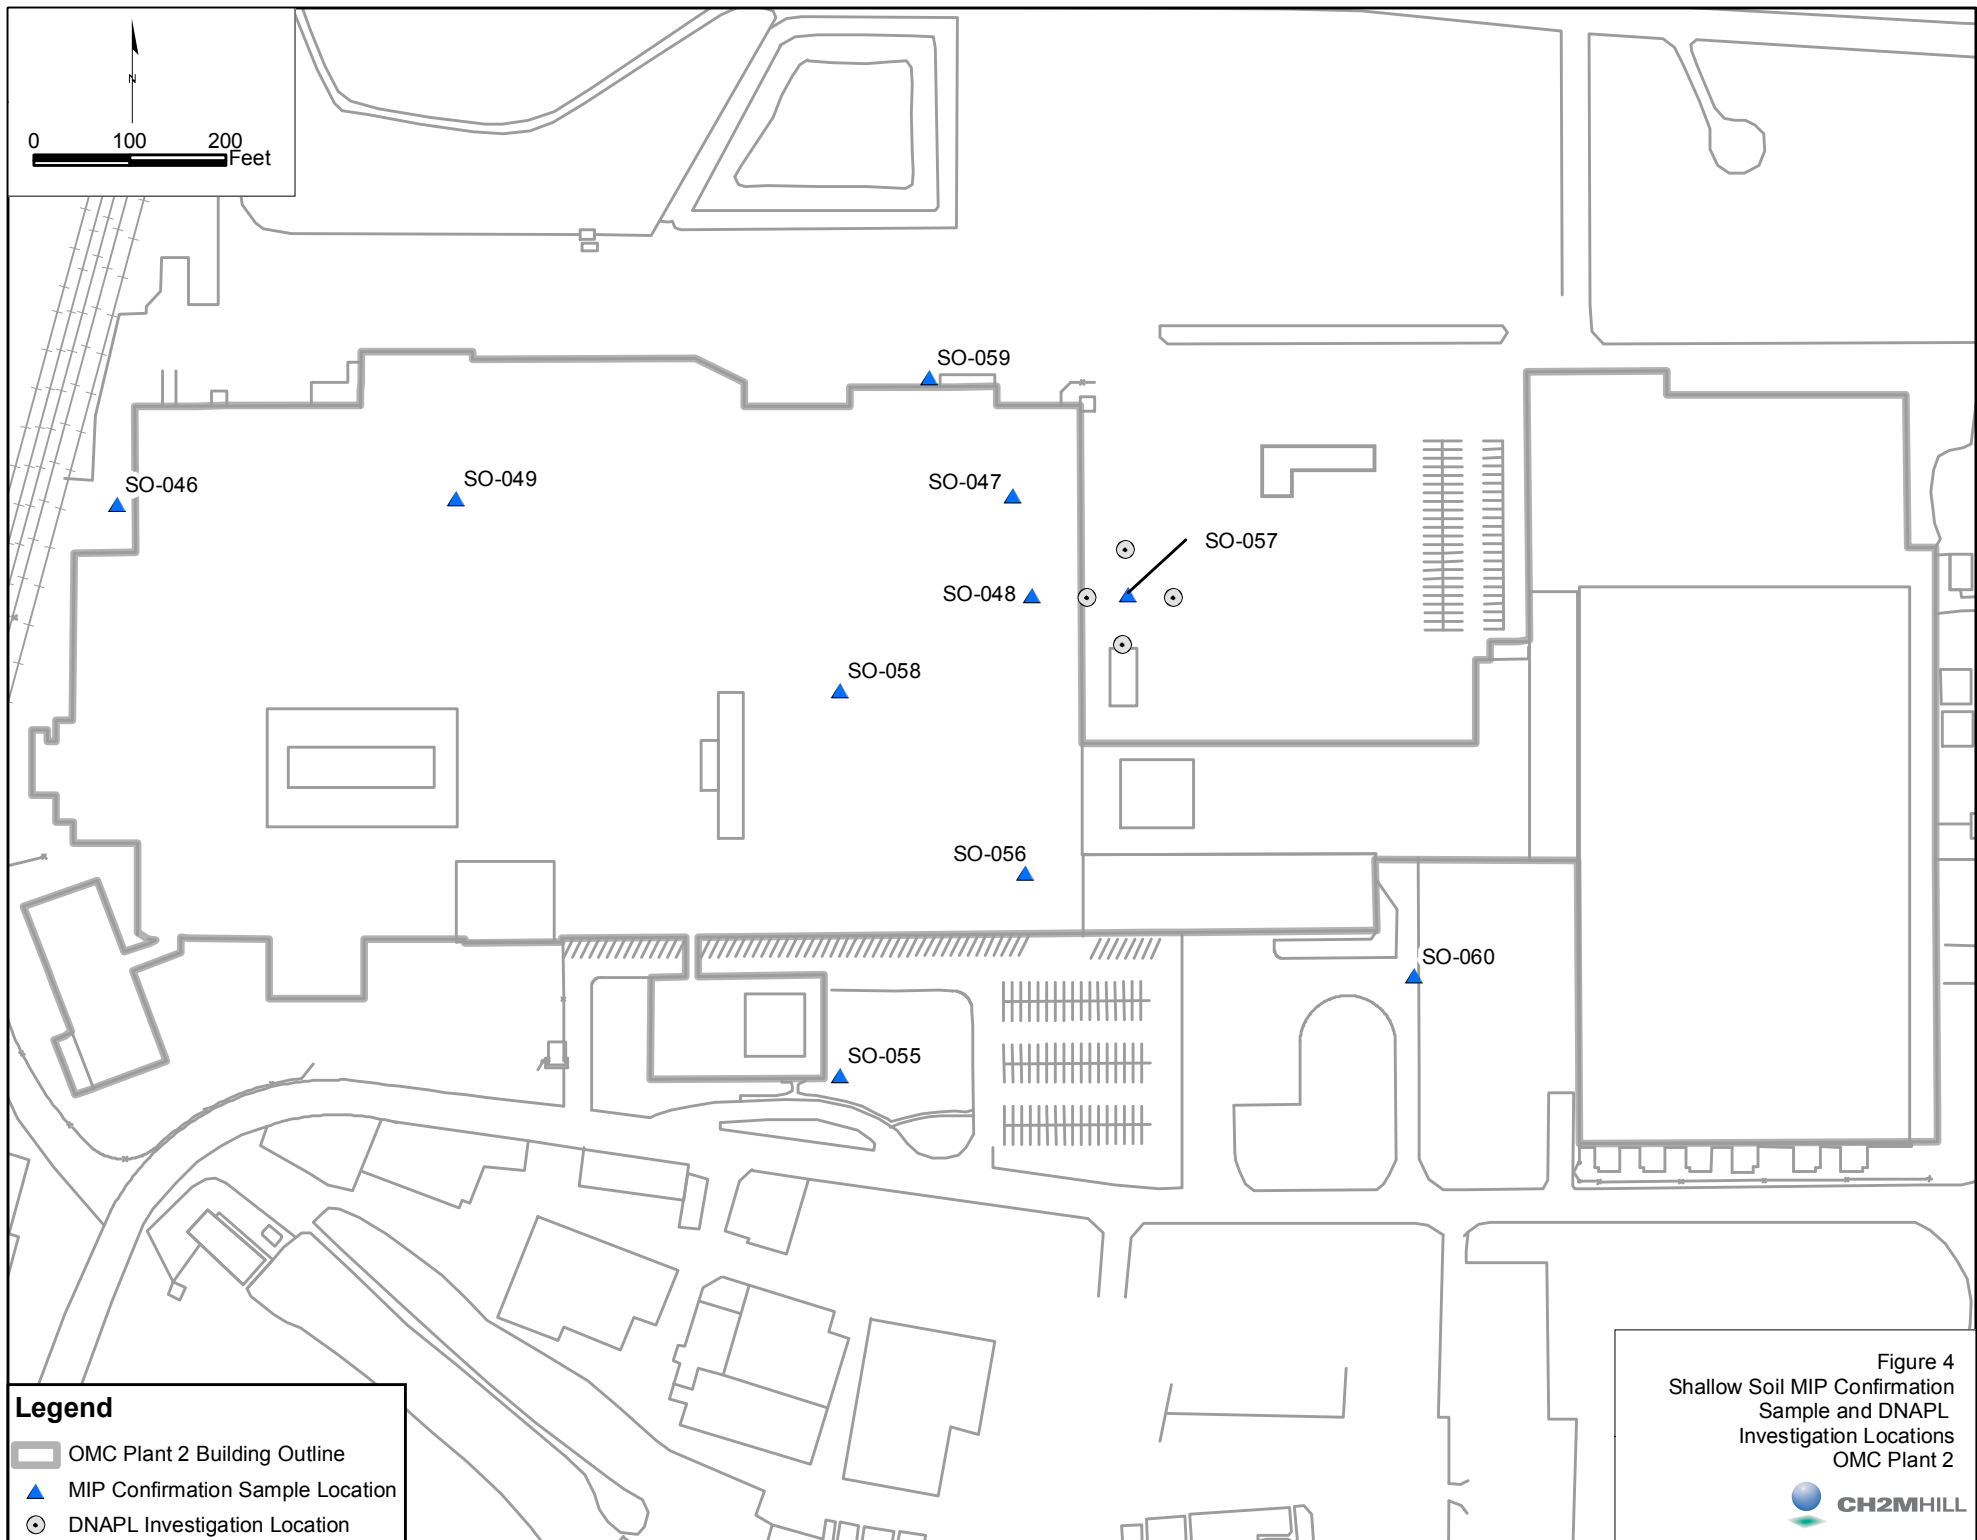 N
0 100 200
Feet
SO-059
SO-046
SO-049
SO-047
SO-057
SO-048
SO-058
SO-056
SO-060
SO-055
Legend
OMC Plant 2 Building Outline
MIP Confirmation Sample Location
DNAPL Investigation Location
Figure 4
Shallow Soil MIP Confirmation
Sample and DNAPL
Investigation Locations
OMC Plant 2
CH2MHILL